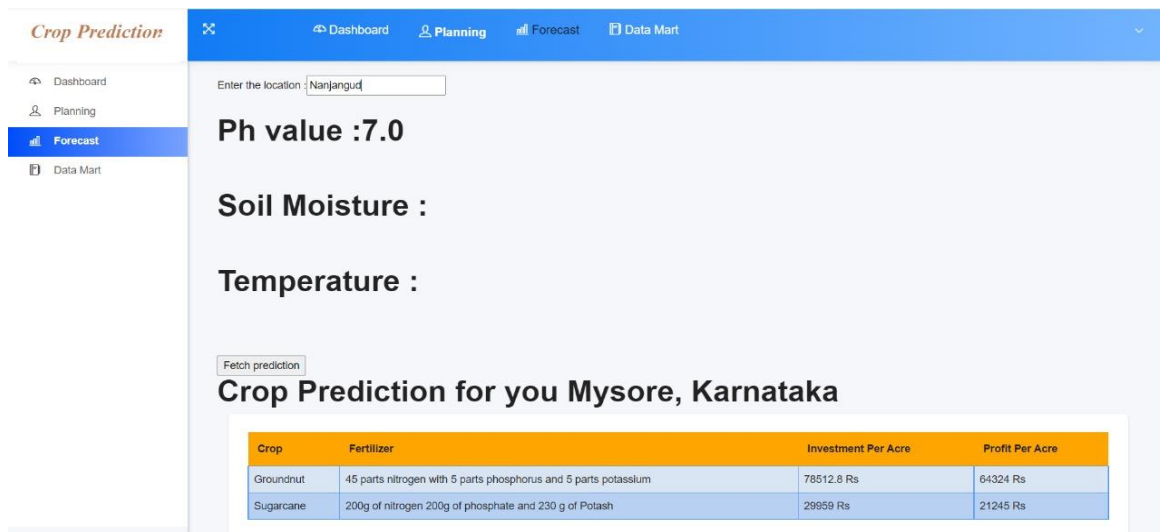 Crop Prediction
Dashboard Planning Forecast Data Mart
Dashboard
Planning
Forecast
Data Mart
Enter the location : Nanjangud
Ph value :7.0
Soil Moisture :
Temperature :
Fetch prediction
Crop Prediction for you Mysore, Karnataka
Crop Fertilizer Investment Per Acre Profit Per Acre
Groundnut 45 parts nitrogen with 5 parts phosphorus and 5 parts potassium 78512.8 Rs 64324 Rs
Sugarcane 200g of nitrogen 200g of phosphate and 230 g of Potash 29959 Rs 21245 Rs